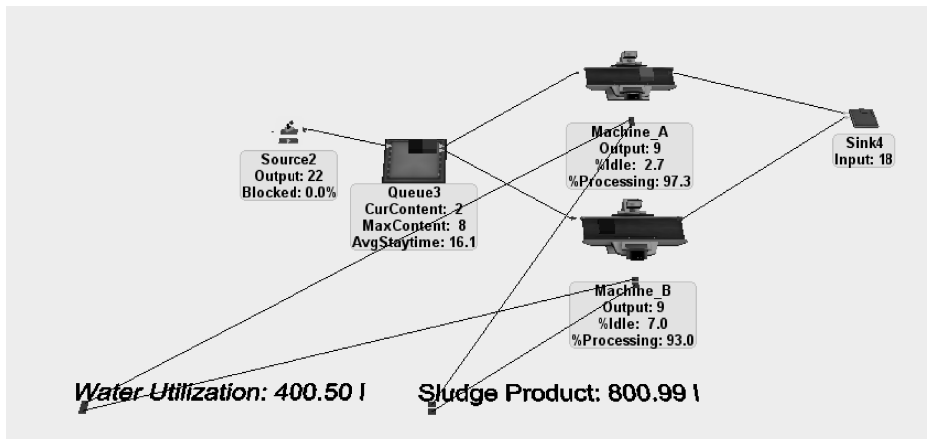 Source2
Output: 22
Blocked: 0.0%
Queue3
CurContent: 2
MaxContent: 8
AvgStaytime: 16.1
Machine_A
Output: 9
%Idle: 2.7
%Processing: 97.3
Sink4
Input: 18
Machine_B
Output: 9
%Idle: 7.0
%Processing: 93.0
Water Utilization: 400.50 l
Sludge Product: 800.99 l